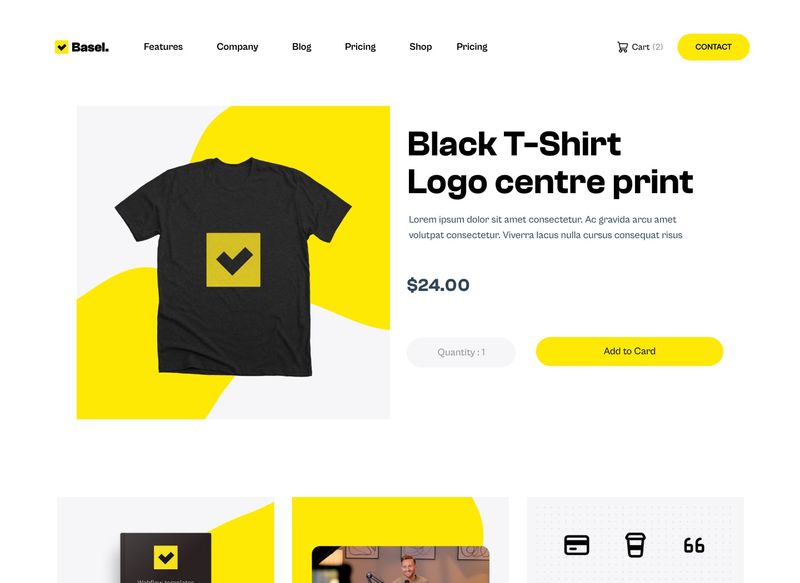 Basel.
Features
Company
Blog
Pricing
Shop
Pricing
Cart (2)
CONTACT
Black T-Shirt
Logo centre print
Lorem ipsum dolor sit amet consectetur. Ac gravida arcu amet
volutpat consectetur. Viverra lacus nulla cursus consequat risus
$24.00
Quantity : 1
Add to Card
Webflow templates